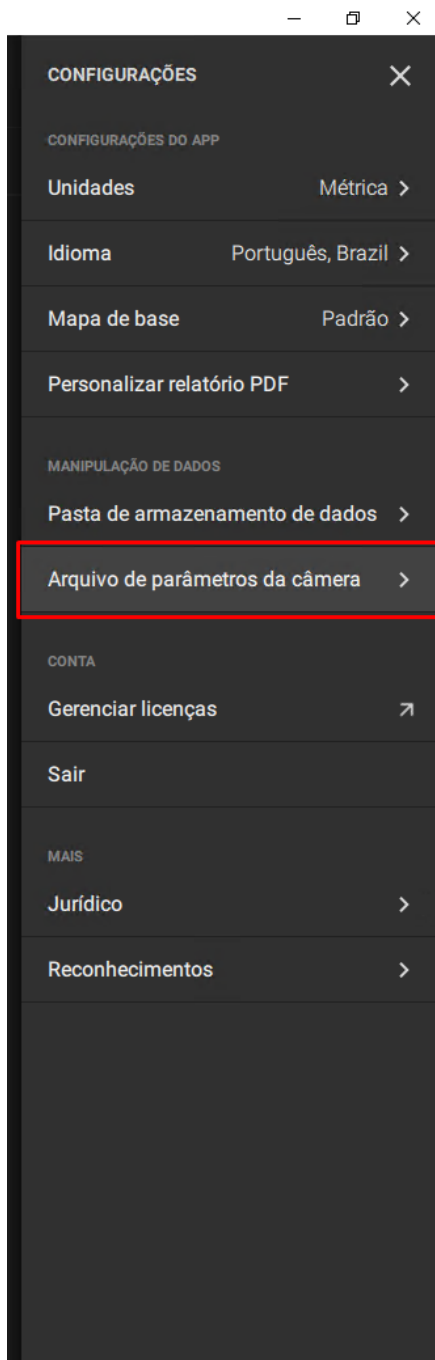 CONFIGURAÇÕES
CONFIGURAÇÕES DO APP
Unidades Métrica
Idioma Português, Brazil
Mapa de base Padrão
Personalizar relatório PDF
MANIPULAÇÃO DE DADOS
Pasta de armazenamento de dados
Arquivo de parâmetros da câmera
CONTA
Gerenciar licenças
Sair
MAIS
Jurídico
Reconhecimentos